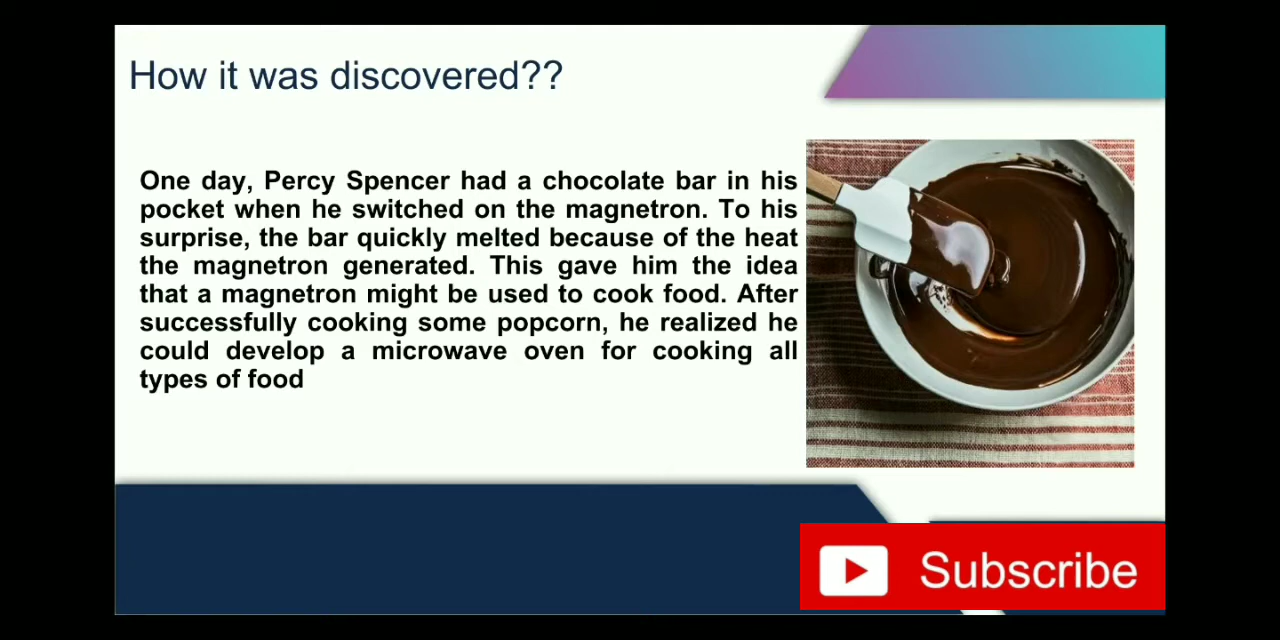 How it was discovered??
One day, Percy Spencer had a chocolate bar in his
pocket when he switched on the magnetron. To his
surprise, the bar quickly melted because of the heat
the magnetron generated. This gave him the idea
that a magnetron might be used to cook food. After
successfully cooking some popcorn, he realized he
could develop a microwave oven for cooking all
types of food
Subscribe